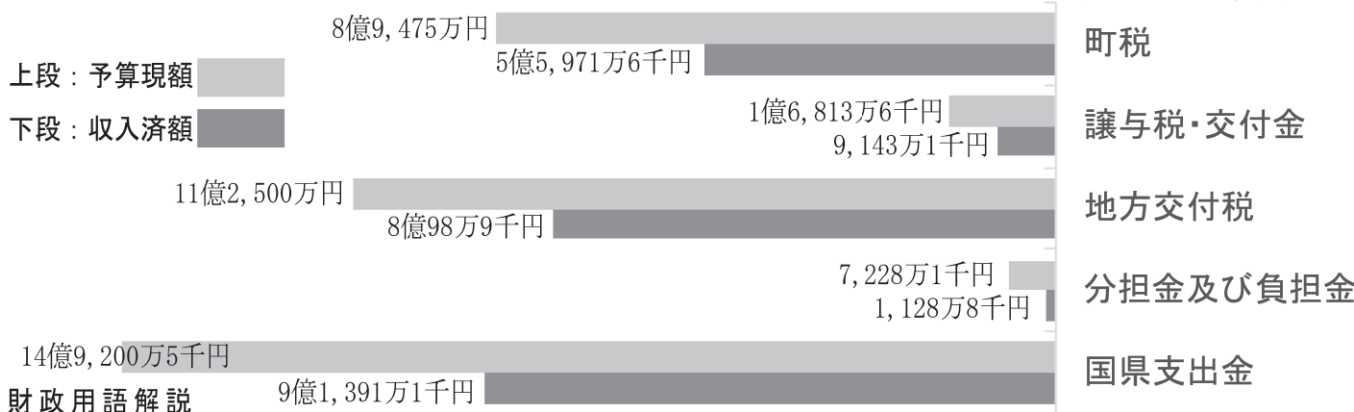 8億9,475万円
町税
5億5,971万6千円
上段：予算現額
下段：収入済額
1億6,813万6千円
譲与税・交付金
9,143万1千円
11億2,500万円
地方交付税
8億98万9千円
7,228万1千円
分担金及び負担金
1,128万8千円
14億9,200万5千円
国県支出金
9億1,391万1千円
財政用語解説